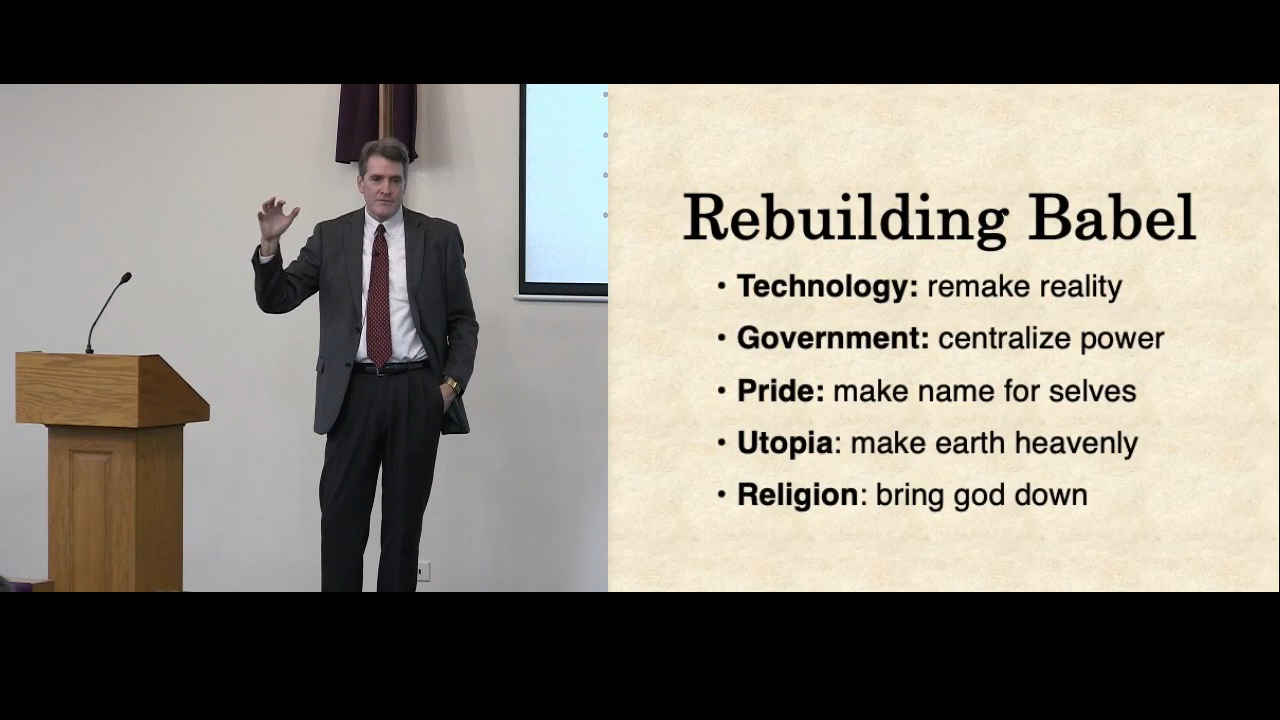 Rebuilding Babel
• Technology: remake reality
• Government: centralize power
• Pride: make name for selves
• Utopia: make earth heavenly
• Religion: bring god down